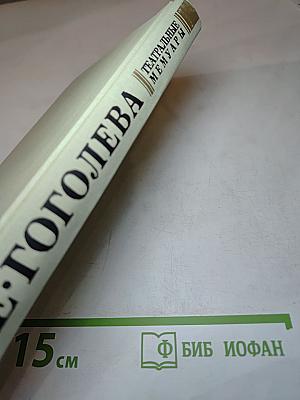 ТЕАТРАЛЬНЫЕ
МЕМУАРЫ
Е·ГОГОЛЕВА
15 см
Ф БИБ ИОФАН